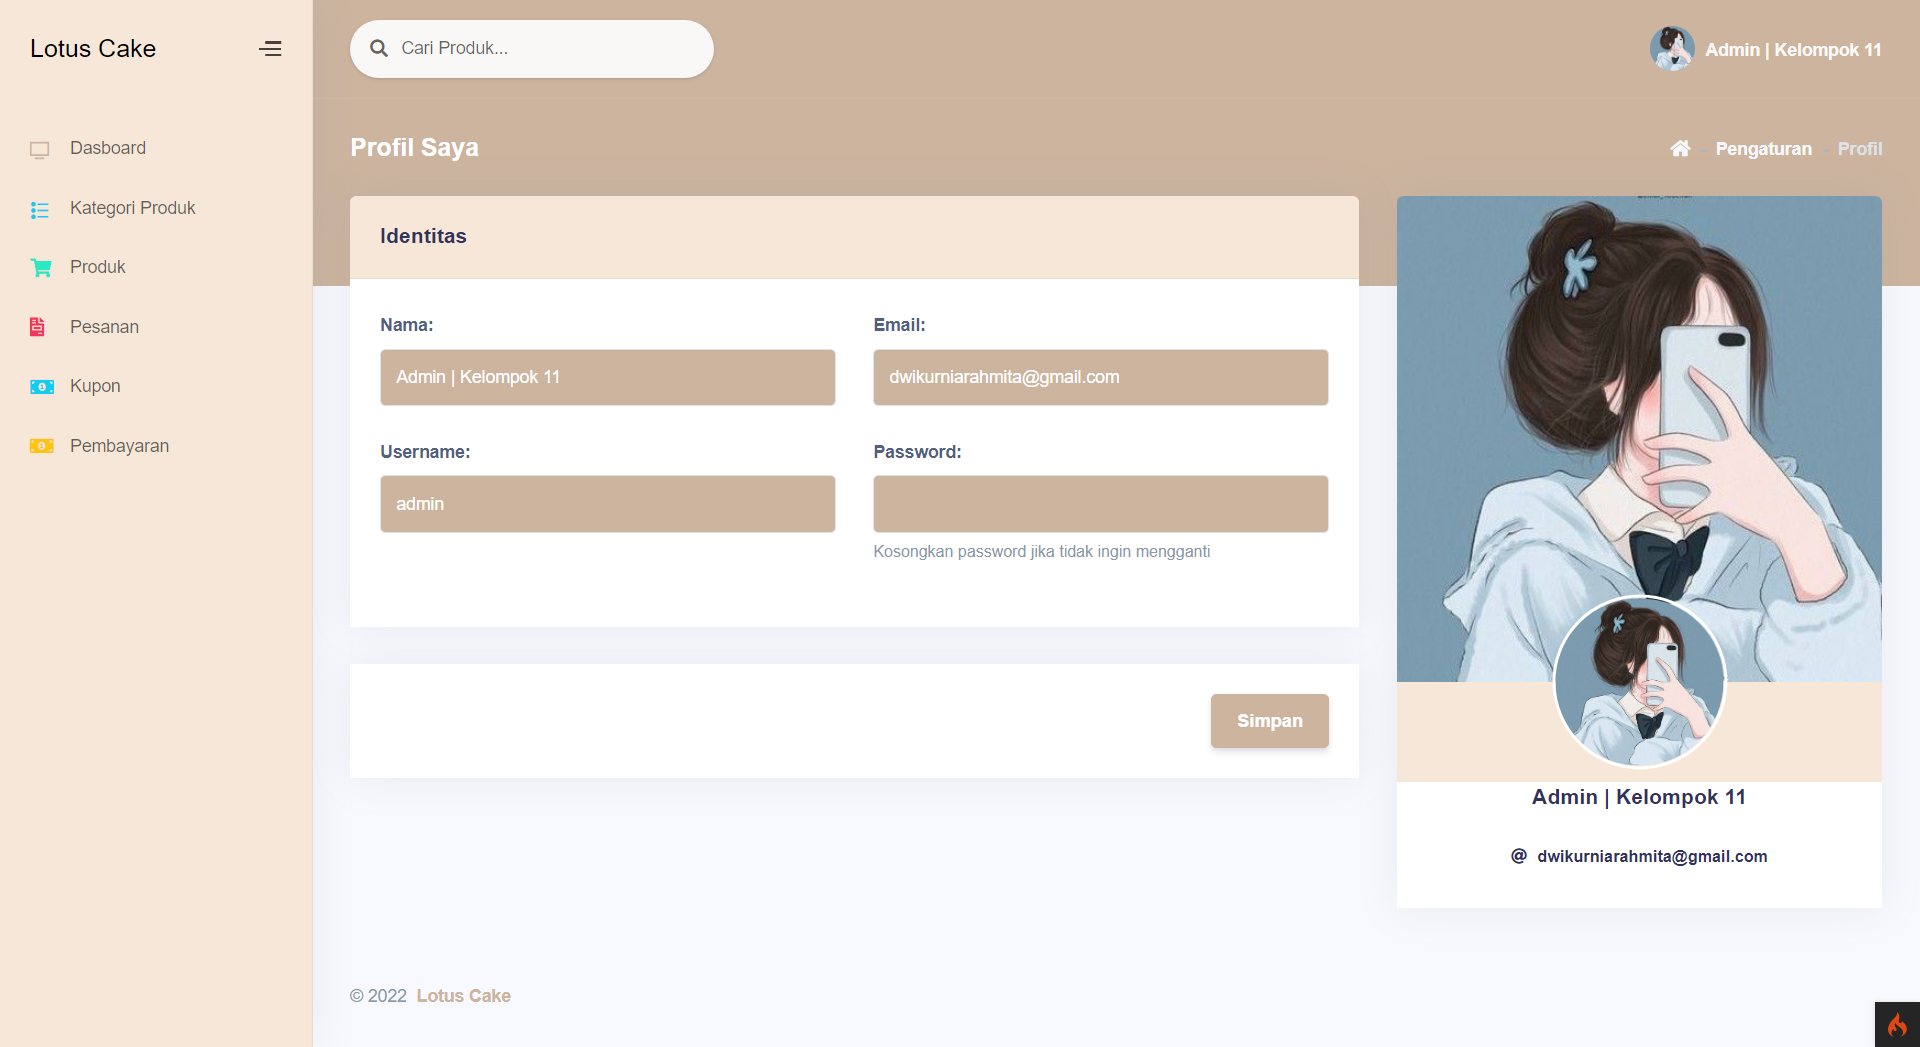 Lotus Cake
Cari Produk...
Admin | Kelompok 11
Dasboard
Kategori Produk
Produk
Pesanan
Kupon
Pembayaran
Profil Saya
- Pengaturan - Profil
Identitas
Nama:
Admin | Kelompok 11
Email:
dwikurniarahmita@gmail.com
Username:
admin
Password:
Kosongkan password jika tidak ingin mengganti
Simpan
Admin | Kelompok 11
@ dwikurniarahmita@gmail.com
© 2022 Lotus Cake